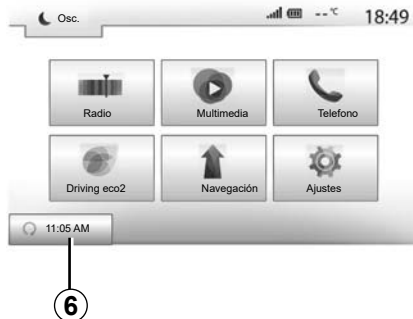 Osc.
--°C
18:49
Radio
Multimedia
Telefono
Driving eco2
Navegación
Ajustes
11:05 AM
6